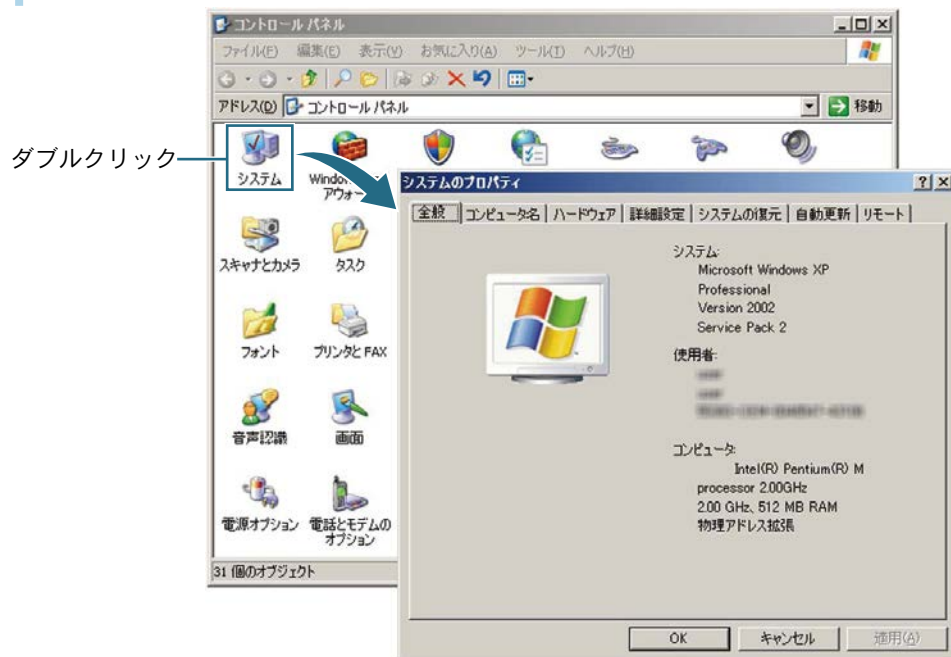 コントロール パネル
ファイル(F) 編集(E) 表示(V) お気に入り(A) ツール(T) ヘルプ(H)
アドレス(D) コントロール パネル 移動
ダブルクリック
システム
アウォー
スキャナとカメラ タスク
フォント プリンタと FAX
音声認識 画面
電源オプション 電話とモデムの
オプション
31 個のオブジェクト
システムのプロパティ
全般 コンピュータ名 ハードウェア 詳細設定 システムの復元 自動更新 リモート
システム:
Microsoft Windows XP
Professional
Version 2002
Service Pack 2
使用者:
コンピュータ:
Intel(R) Pentium(R) M
processor 2.00GHz
2.00 GHz、512 MB RAM
物理アドレス拡張
OK キャンセル 適用(A)